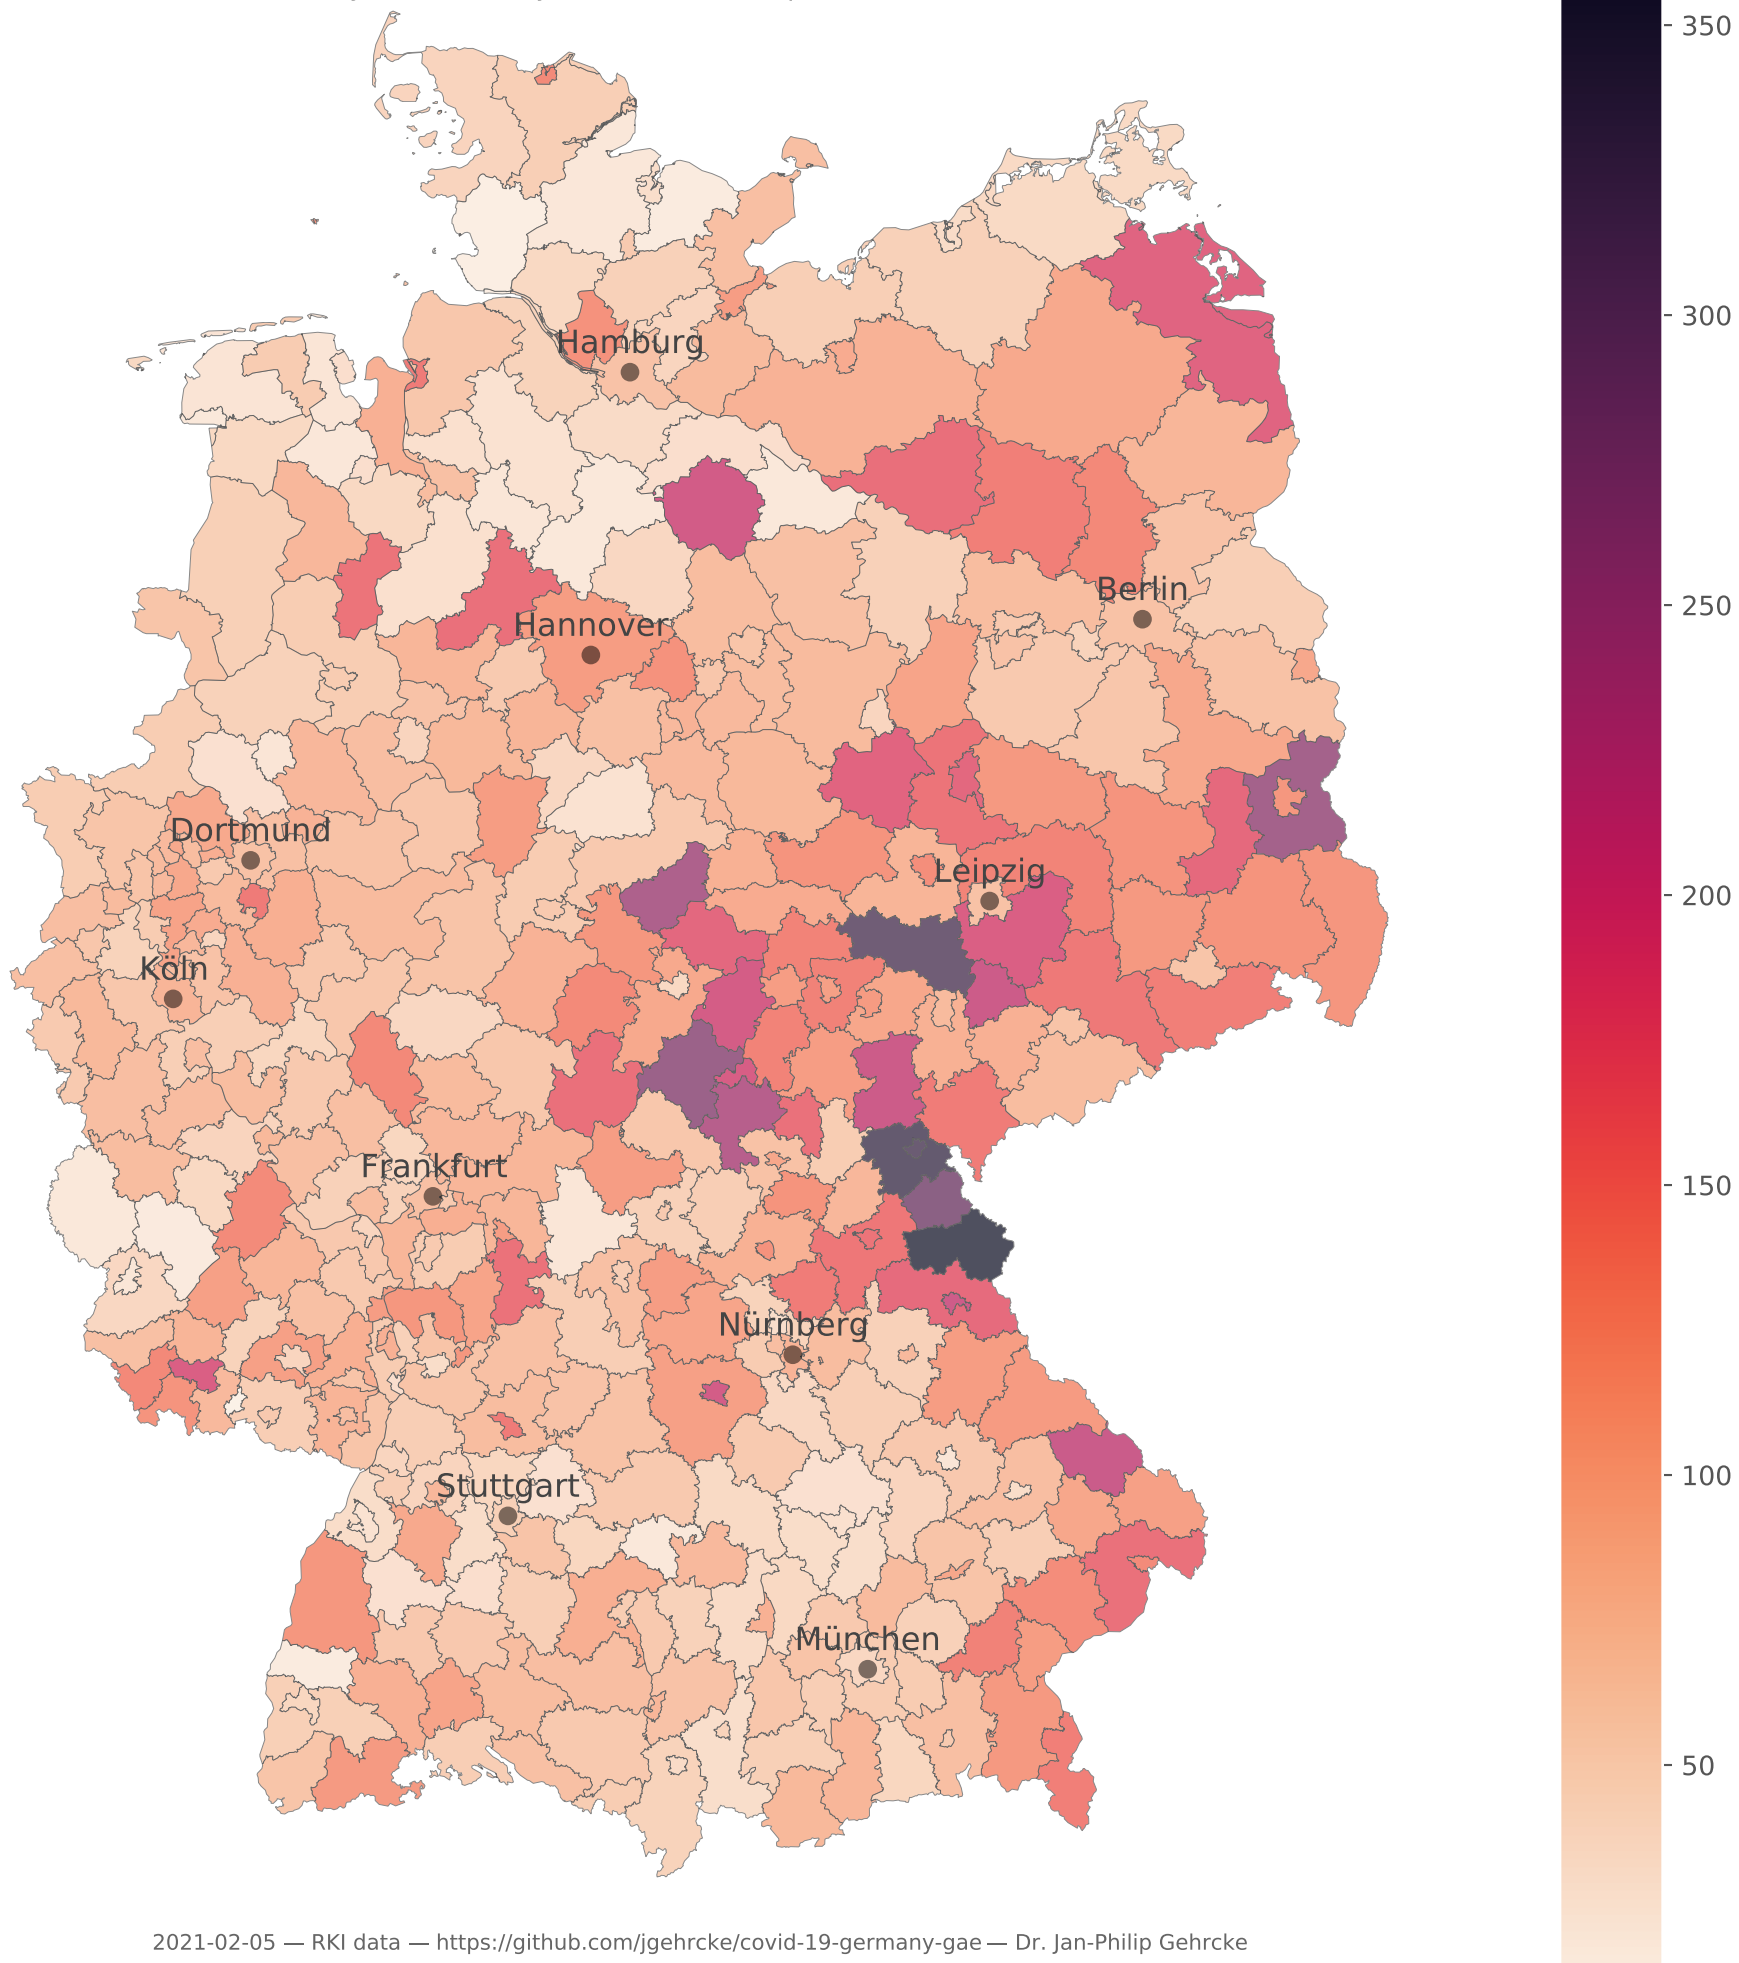 350
300
Hamburg
250
Berlin
Hannover
200
Dortmund
Leipzig
Köln
150
Frankfurt
Nürnberg
100
Stuttgart
München
50
2021-02-05 — RKI data — https://github.com/jgehrcke/covid-19-germany-gae — Dr. Jan-Philip Gehrcke